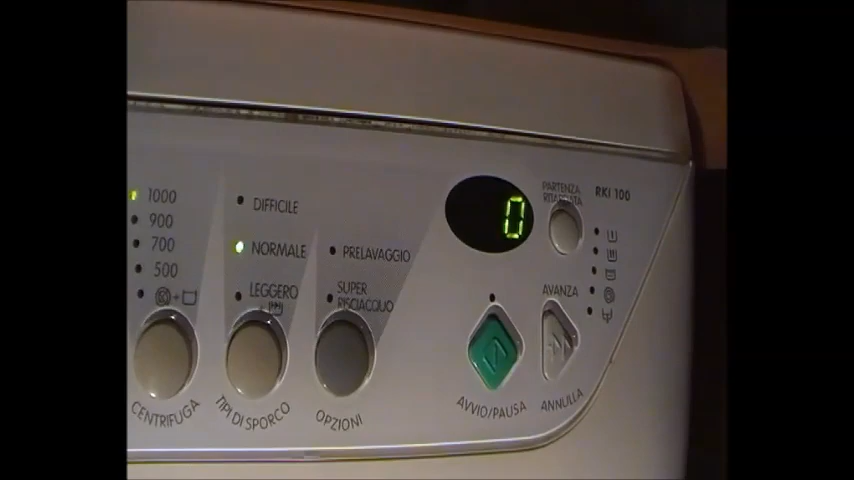 1000
900
700
500
+
DIFFICILE
NORMALE
LEGGERO
+
PRELAVAGGIO
SUPER
RISCIACQUO
0
PARTENZA
RITARDATA
RKI 100
AVANZA
CENTRIFUGA
TIPI DI SPORCO
OPZIONI
AVVIO/PAUSA
ANNULLA